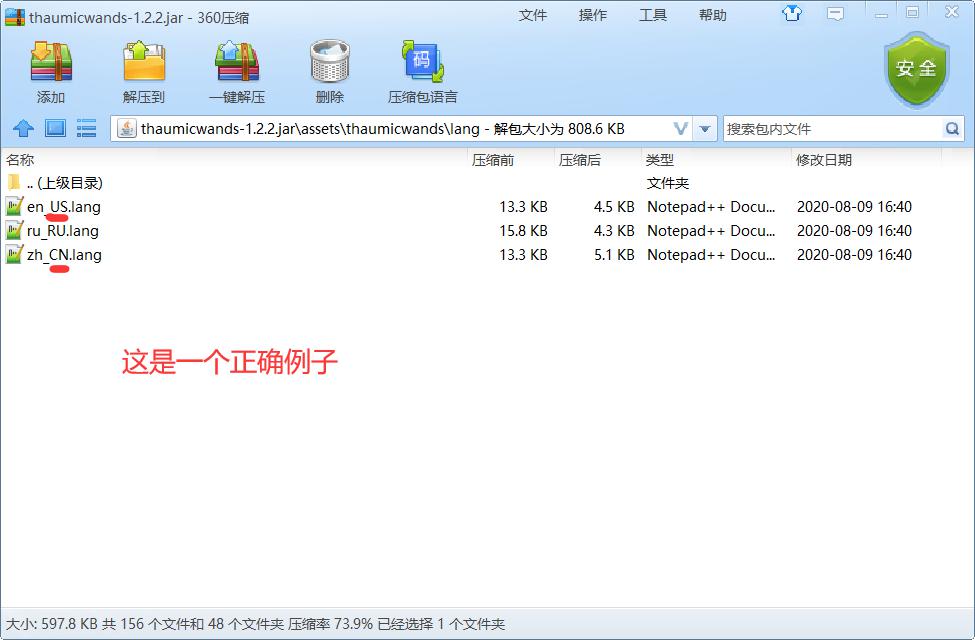 thaumicwands-1.2.2.jar - 360压缩
文件 操作 工具 帮助
添加 解压到 一键解压 删除 压缩包语言
码
安全
thaumicwands-1.2.2.jar\assets\thaumicwands\lang - 解包大小为 808.6 KB
搜索包内文件
名称 压缩前 压缩后 类型 修改日期
.. (上级目录) 文件夹
en_US.lang 13.3 KB 4.5 KB Notepad++ Docu... 2020-08-09 16:40
ru_RU.lang 15.8 KB 4.3 KB Notepad++ Docu... 2020-08-09 16:40
zh_CN.lang 13.3 KB 5.1 KB Notepad++ Docu... 2020-08-09 16:40
这是一个正确例子
大小: 597.8 KB 共 156 个文件和 48 个文件夹 压缩率 73.9% 已经选择 1 个文件夹